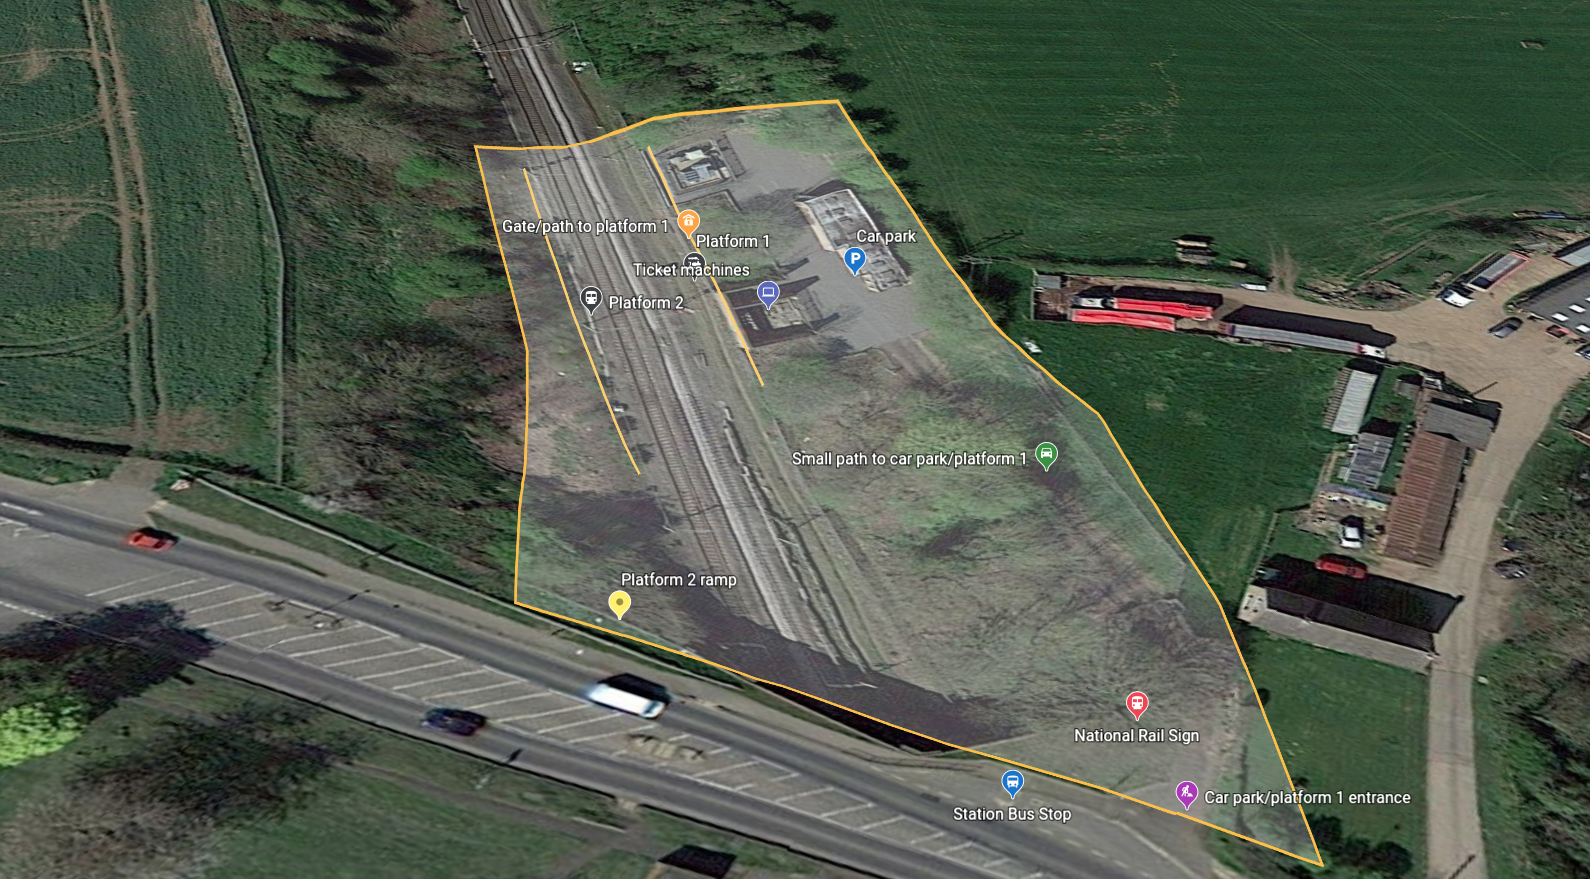 Gate/path to platform 1
Platform 1
Car park
Ticket machines
Platform 2
Small path to car park/platform 1
Platform 2 ramp
National Rail Sign
Station Bus Stop
Car park/platform 1 entrance
P